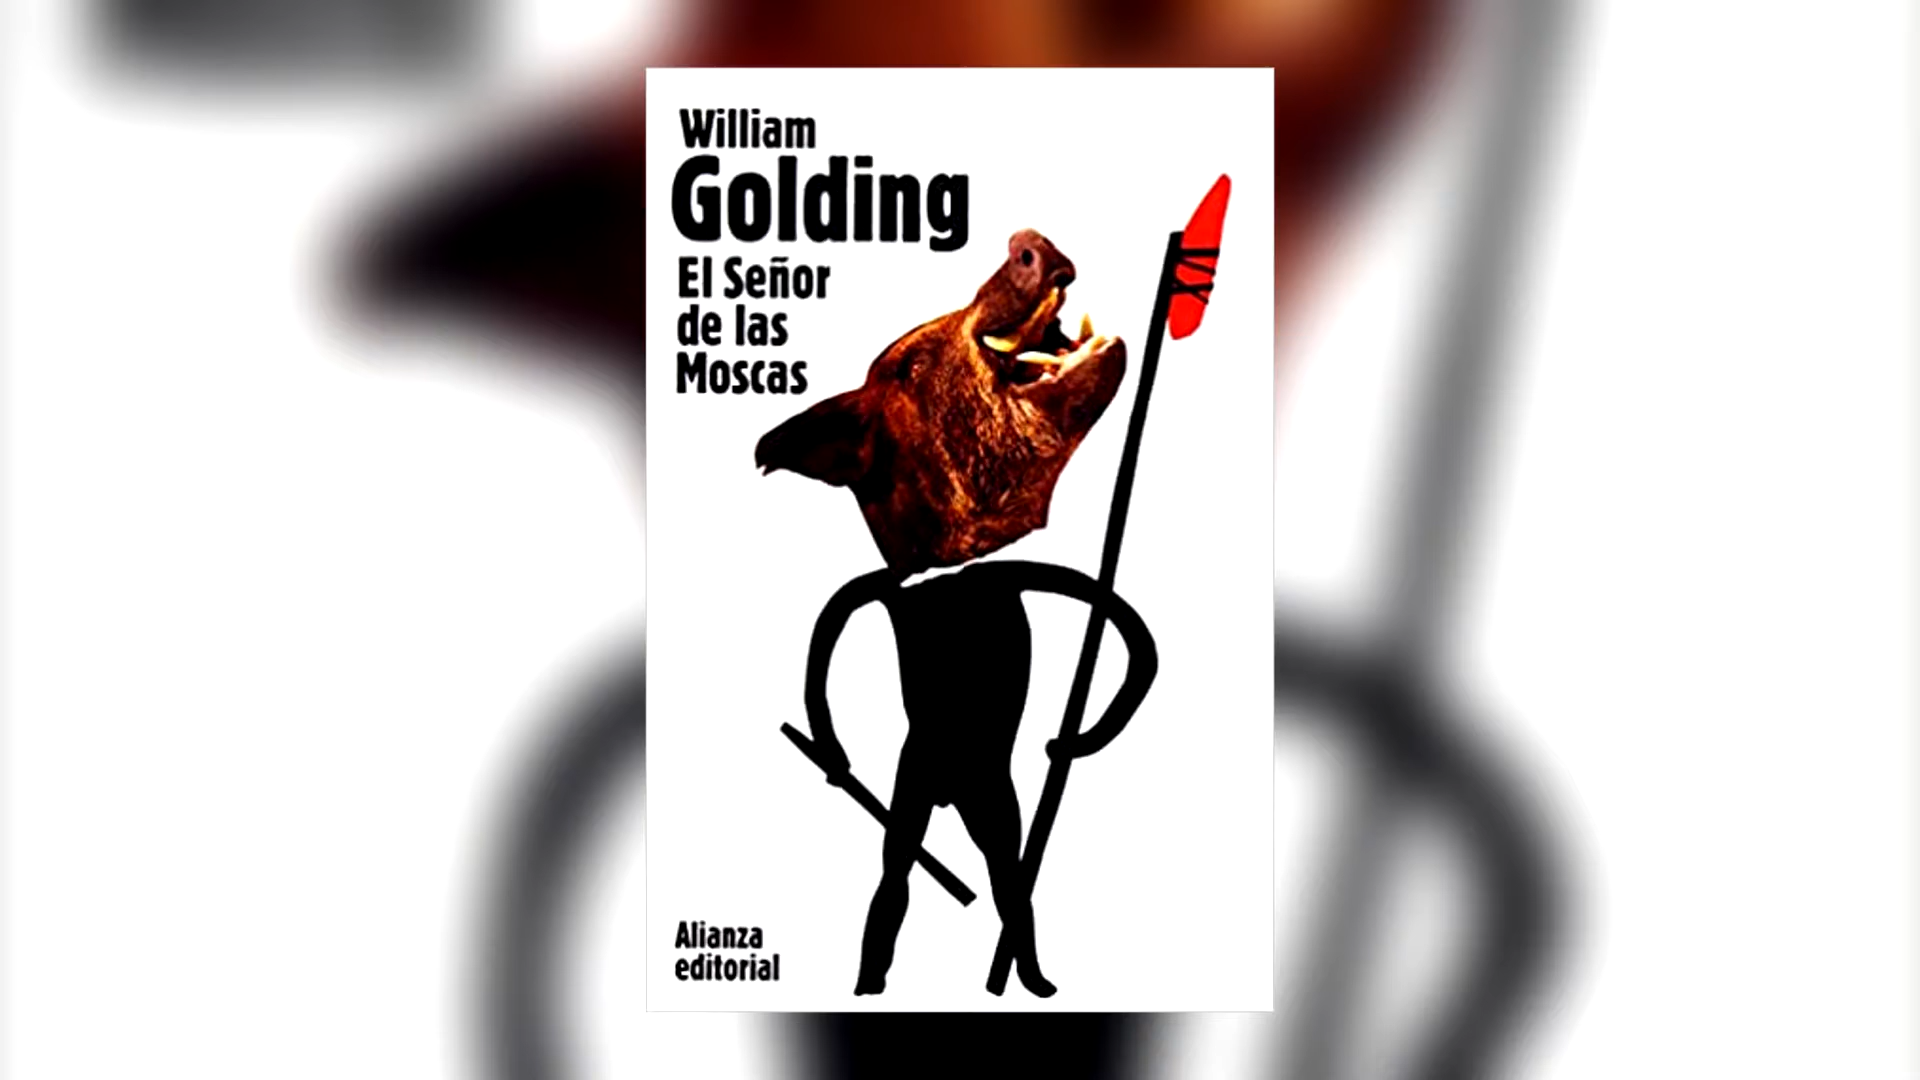 William
Golding
El Señor
de las
Moscas
Alianza
editorial